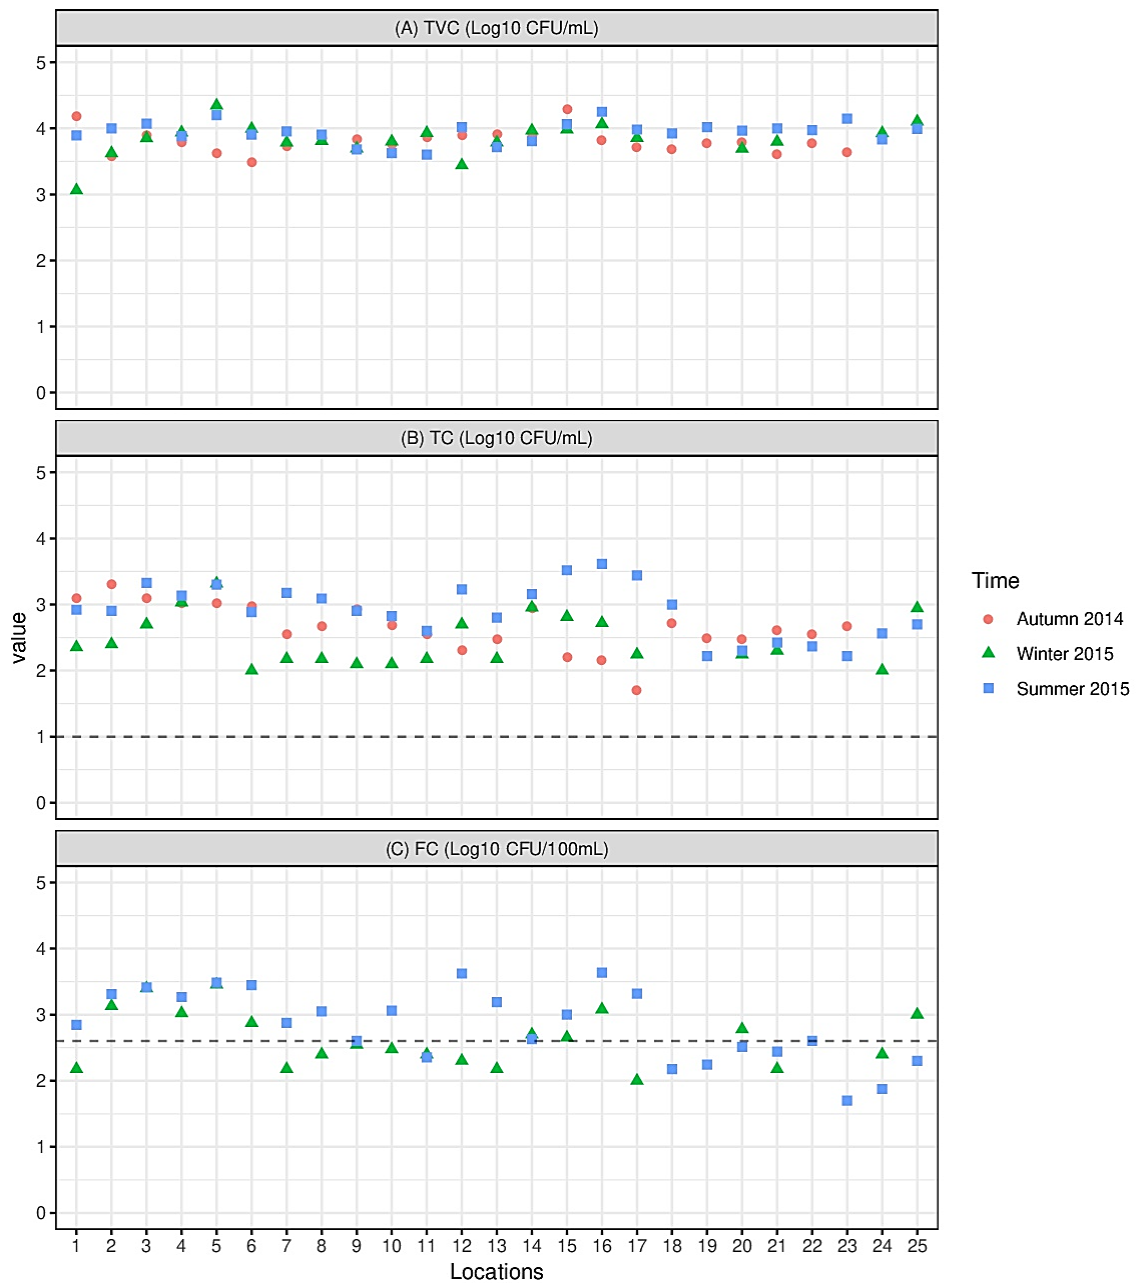 (A) TVC (Log10 CFU/mL)
5
4
3
2
1
0
(B) TC (Log10 CFU/mL)
5
4
3
2
1
0
value
Time
Autumn 2014
Winter 2015
Summer 2015
(C) FC (Log10 CFU/100mL)
5
4
3
2
1
0
1 2 3 4 5 6 7 8 9 10 11 12 13 14 15 16 17 18 19 20 21 22 23 24 25
Locations